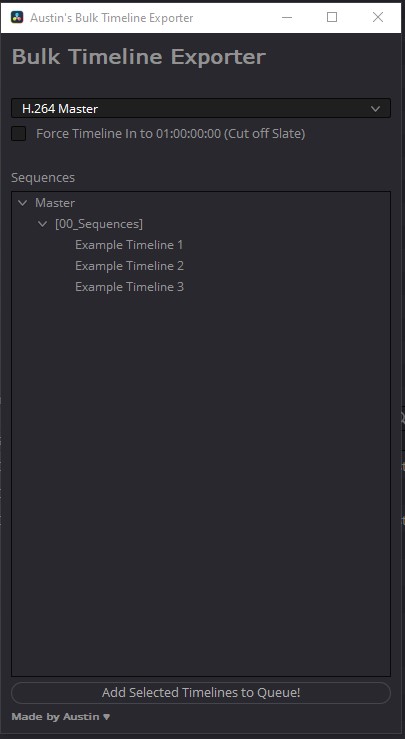 Austin's Bulk Timeline Exporter
Bulk Timeline Exporter
H.264 Master
Force Timeline In to 01:00:00:00 (Cut off Slate)
Sequences
Master
[00_Sequences]
Example Timeline 1
Example Timeline 2
Example Timeline 3
Add Selected Timelines to Queue!
Made by Austin ♥